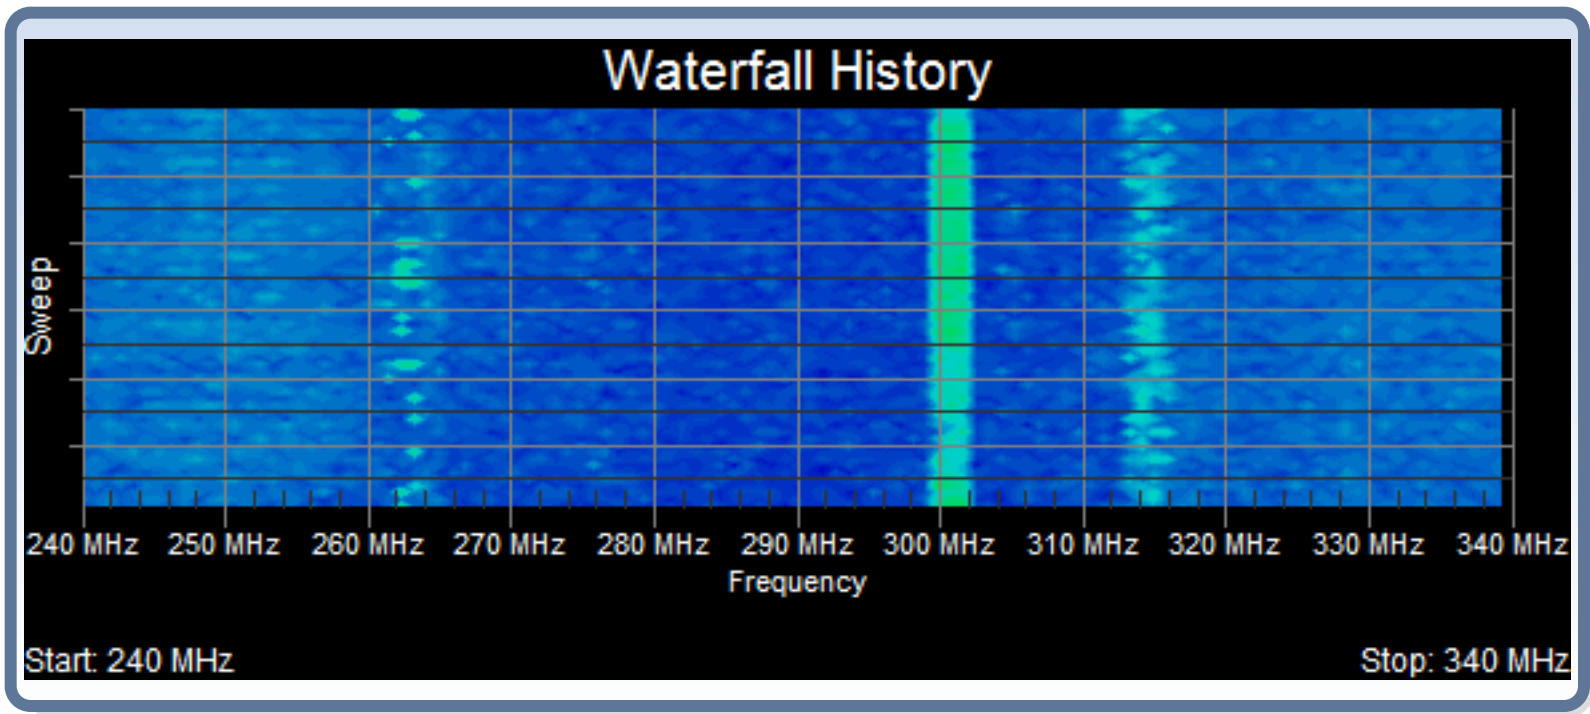 Waterfall History
Sweep
240 MHz 250 MHz 260 MHz 270 MHz 280 MHz 290 MHz 300 MHz 310 MHz 320 MHz 330 MHz 340 MHz
Frequency
Start: 240 MHz Stop: 340 MHz